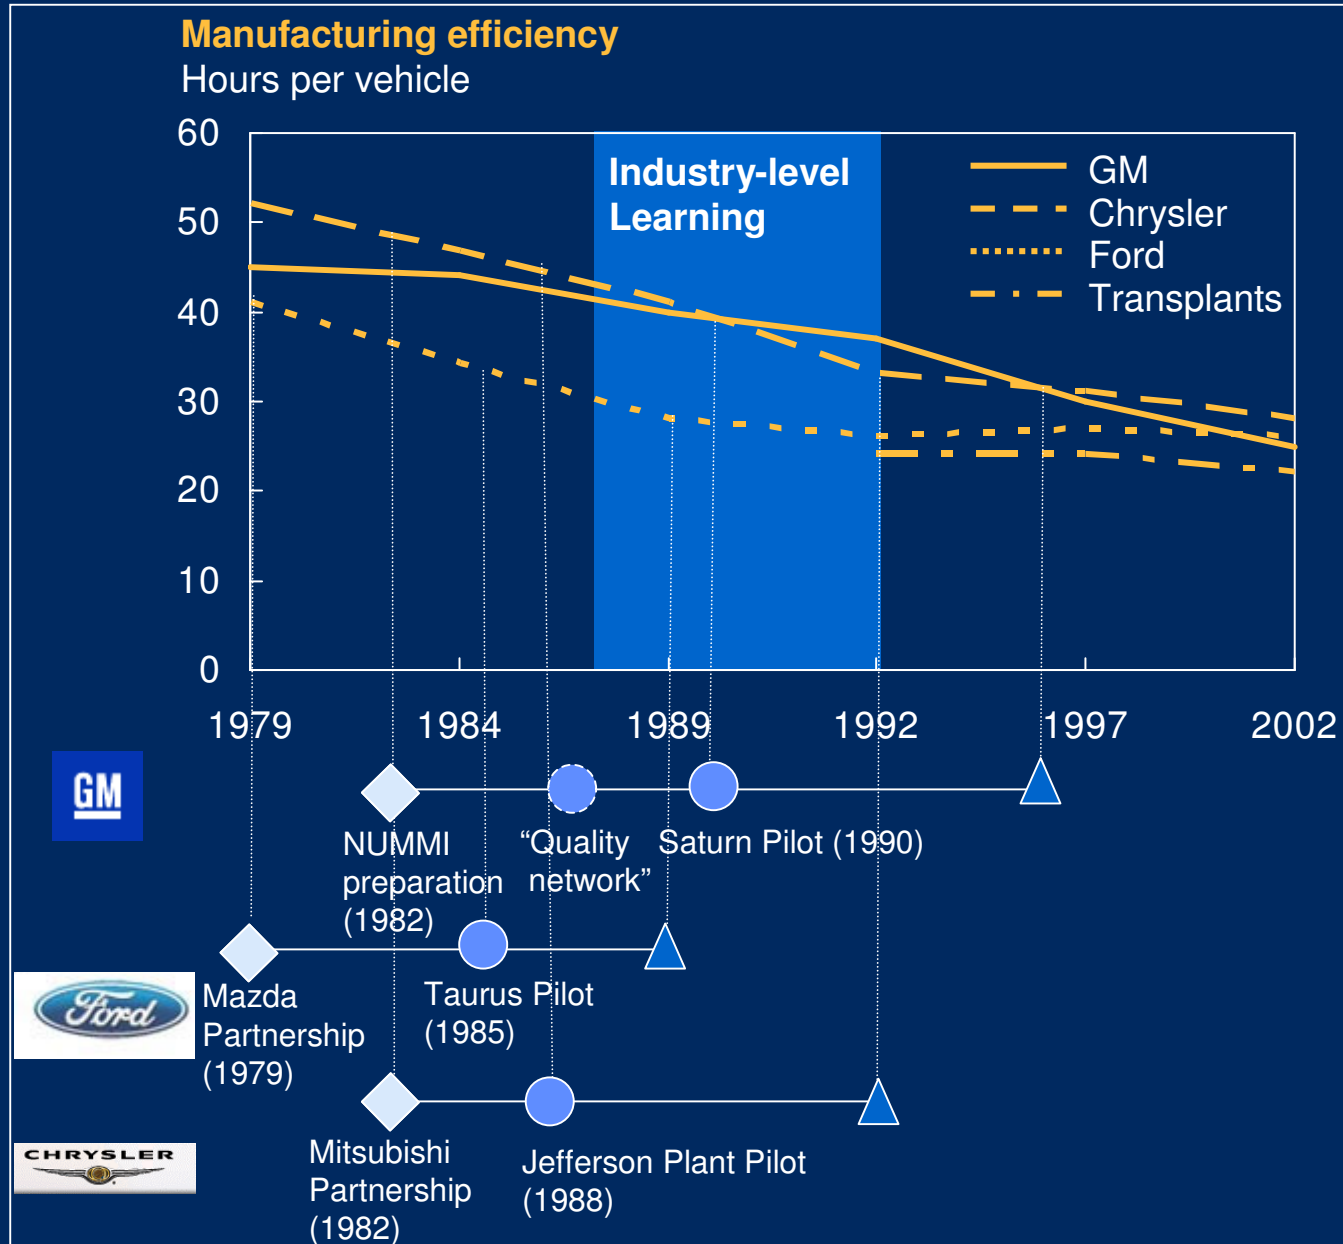 Manufacturing efficiency
Hours per vehicle
60
50
40
30
20
10
0
Industry-level
Learning
GM
Chrysler
Ford
Transplants
1979
1984
1989
1992
1997
2002
GM
NUMMI
preparation
(1982)
“Quality
network”
Saturn Pilot (1990)
Ford
Mazda
Partnership
(1979)
Taurus Pilot
(1985)
CHRYSLER
Mitsubishi
Partnership
(1982)
Jefferson Plant Pilot
(1988)